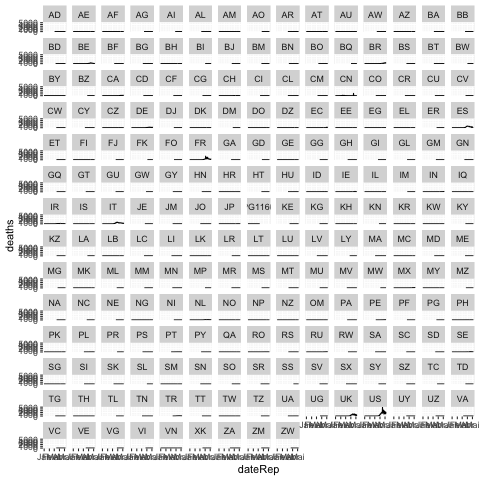 AD AE AF AG AI AL AM AO AR AT AU AW AZ BA BB
BD BE BF BG BH BI BJ BM BN BO BQ BR BS BT BW
BY BZ CA CD CF CG CH CI CL CM CN CO CR CU CV
CW CY CZ DE DJ DK DM DO DZ EC EE EG EL ER ES
ET FI FJ FK FO FR GA GD GE GG GH GI GL GM GN
GQ GT GU GW GY HN HR HT HU ID IE IL IM IN IQ
IR IS IT JE JM JO JP KE KG KH KN KR KW KY
KZ LA LB LC LI LK LR LT LU LV LY MA MC MD ME
MG MK ML MM MN MP MR MS MT MU MV MW MX MY MZ
NA NC NE NG NI NL NO NP NZ OM PA PE PF PG PH
PK PL PR PS PT PY QA RO RS RU RW SA SC SD SE
SG SI SK SL SM SN SO SR SS SV SX SY SZ TC TD
TG TH TL TN TR TT TW TZ UA UG UK US UY UZ VA
VC VE VG VI VN XK ZA ZM ZW
deaths
dateRep